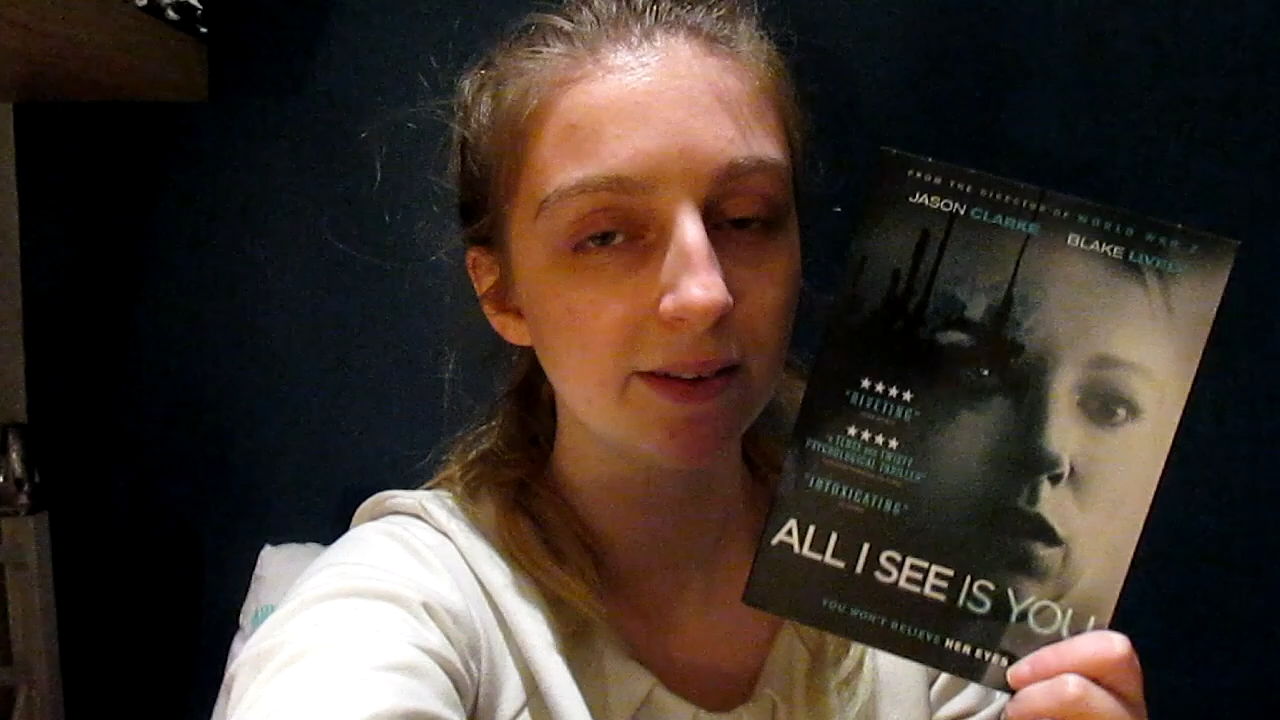 FROM THE DIRECTOR OF WORLD WAR Z
JASON CLARKE BLAKE LIVELY
"RIVETING"
"A TENSE AND TWISTY
PSYCHOLOGICAL THRILLER"
"INTOXICATING"
ALL I SEE IS YOU
YOU WON'T BELIEVE HER EYES